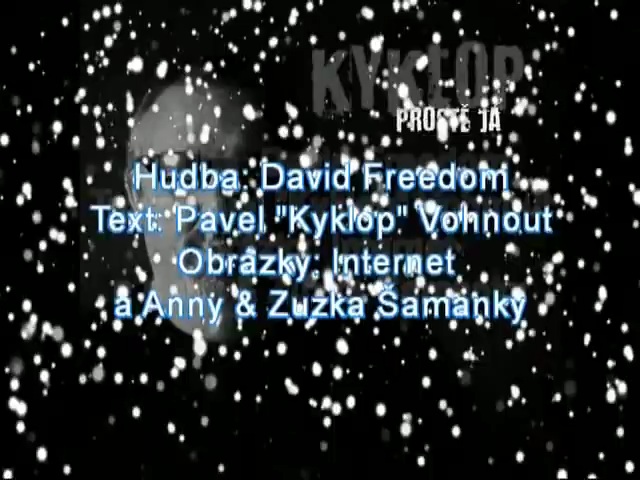 KYKLOP
PROSTĚ JÁ
Hudba: David Freedom
Text: Pavel "Kyklop" Vohnout
Obrázky: Internet
a Anny & Zuzka Šamanky